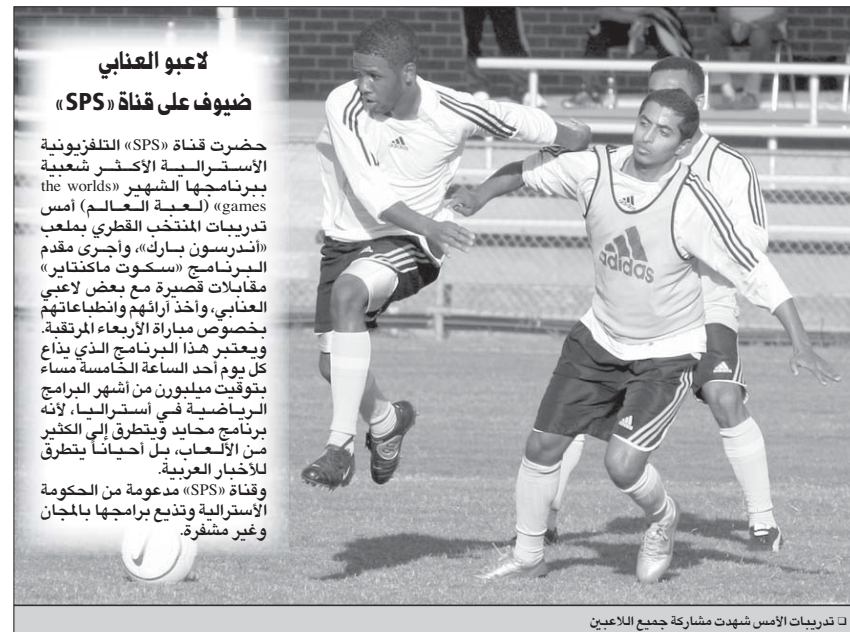 لاعبو العنابي
ضيوف على قناة «SPS»
حضرت قناة «SPS» التلفزيونية
الأسترالية الأكثر شعبية
ببرنامجها الشهير «the worlds
games» (لعبة العالم) أمس
تدريبات المنتخب القطري بملعب
«أندرسون بارك»، وأجرى مقدم
البرنامج «سكوت ماكنتاير»
مقابلات قصيرة مع بعض لاعبي
العنابي، وأخذ آرائهم وانطباعاتهم
بخصوص مباراة الأربعاء المرتقبة.
ويعتبر هذا البرنامج الذي يذاع
كل يوم أحد الساعة الخامسة مساء
بتوقيت ميلبورن من أشهر البرامج
الرياضية في أستراليا، لأنه
برنامج محايد ويتطرق إلى الكثير
من الألعاب، بل أحياناً يتطرق
للأخبار العربية.
وقناة «SPS» مدعومة من الحكومة
الأسترالية وتذيع برامجها بالمجان
وغير مشفرة.
adidas
adidas
❑ تدريبات الأمس شهدت مشاركة جميع اللاعبين